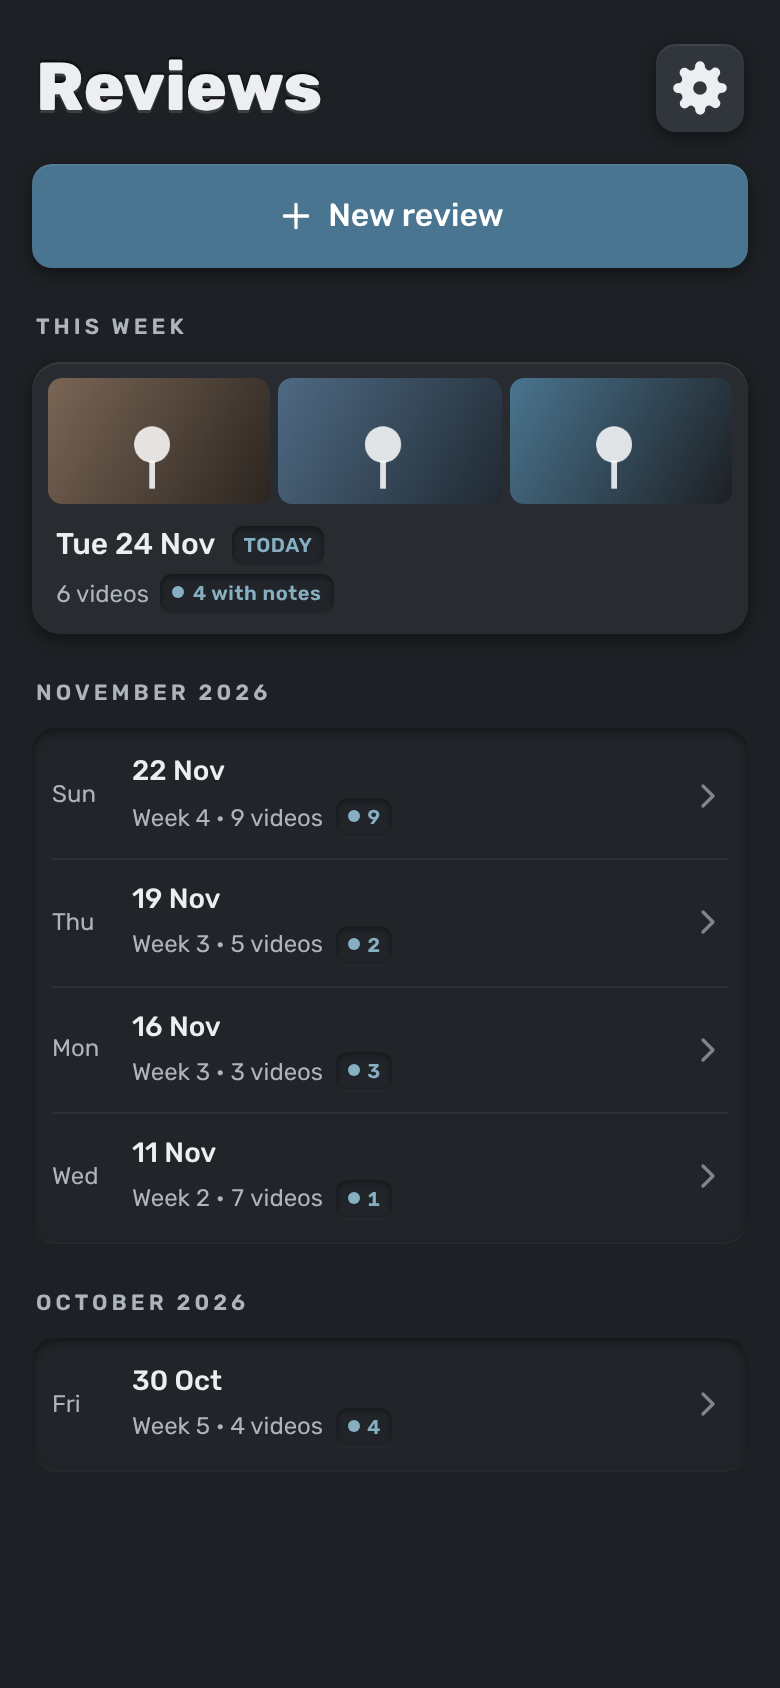 Reviews
+ New review
THIS WEEK
Tue 24 Nov TODAY
6 videos 4 with notes
NOVEMBER 2026
22 Nov
Sun
Week 4 • 9 videos 9
19 Nov
Thu
Week 3 • 5 videos 2
16 Nov
Mon
Week 3 • 3 videos 3
11 Nov
Wed
Week 2 • 7 videos 1
OCTOBER 2026
30 Oct
Fri
Week 5 • 4 videos 4